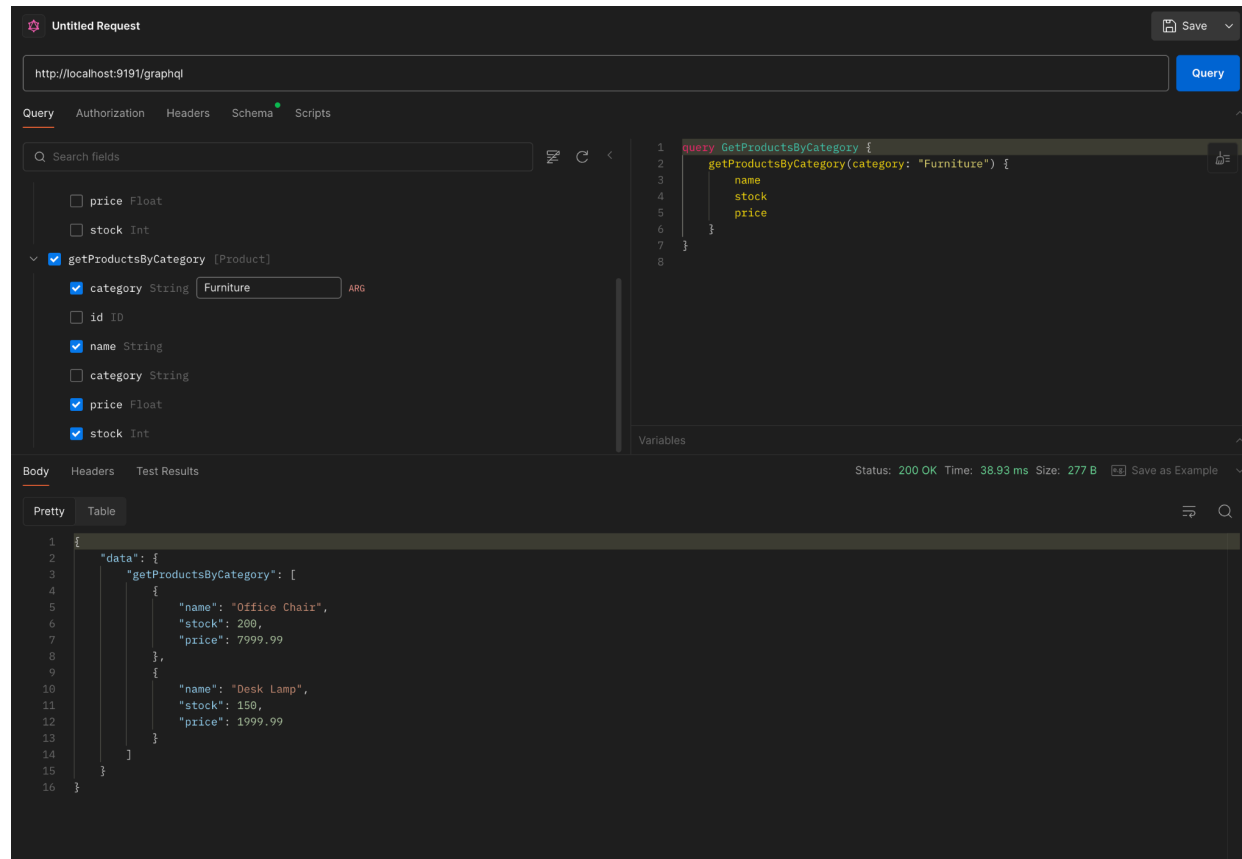 Untitled Request
Save
http://localhost:9191/graphql
Query
Query Authorization Headers Schema Scripts
Search fields
price Float
stock Int
getProductsByCategory [Product]
category String Furniture ARG
id ID
name String
category String
price Float
stock Int
1 query GetProductsByCategory {
2 getProductsByCategory(category: "Furniture") {
3 name
4 stock
5 price
6 }
7 }
8
Variables
Body Headers Test Results
Status: 200 OK Time: 38.93 ms Size: 277 B e.g. Save as Example
Pretty Table
1 {
2 "data": {
3 "getProductsByCategory": [
4 {
5 "name": "Office Chair",
6 "stock": 200,
7 "price": 7999.99
8 },
9 {
10 "name": "Desk Lamp",
11 "stock": 150,
12 "price": 1999.99
13 }
14 ]
15 }
16 }